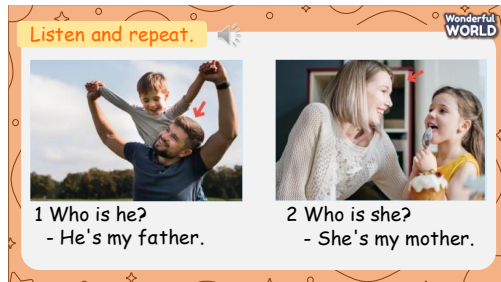 Wonderful
WORLD
Listen and repeat.
1 Who is he?
- He's my father.
2 Who is she?
- She's my mother.